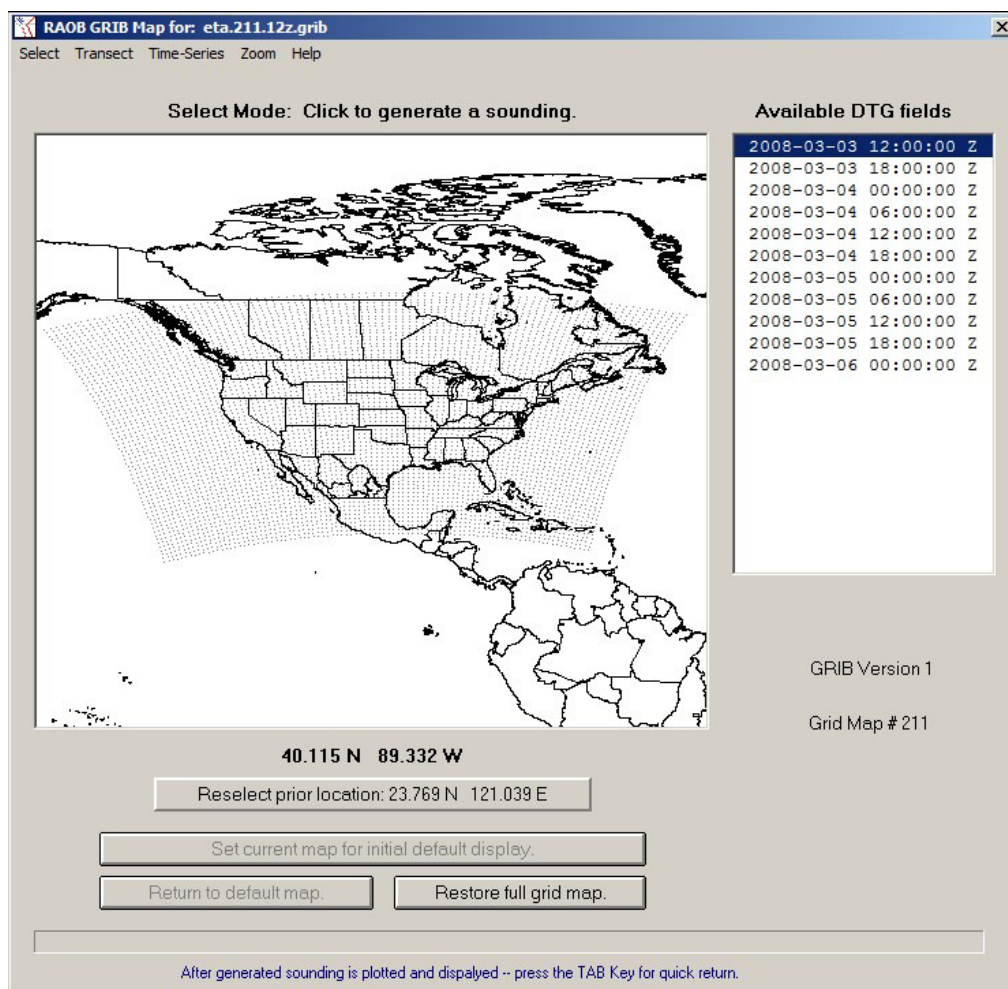 RAOB GRIB Map for: eta.211.12z.grib
Select Transect Time-Series Zoom Help
Select Mode: Click to generate a sounding.
Available DTG fields
2008-03-03 12:00:00 Z
2008-03-03 18:00:00 Z
2008-03-04 00:00:00 Z
2008-03-04 06:00:00 Z
2008-03-04 12:00:00 Z
2008-03-04 18:00:00 Z
2008-03-05 00:00:00 Z
2008-03-05 06:00:00 Z
2008-03-05 12:00:00 Z
2008-03-05 18:00:00 Z
2008-03-06 00:00:00 Z
GRIB Version 1
Grid Map # 211
40.115 N 89.332 W
Reselect prior location: 23.769 N 121.039 E
Set current map for initial default display.
Return to default map.
Restore full grid map.
After generated sounding is plotted and dispalyed -- press the TAB Key for quick return.